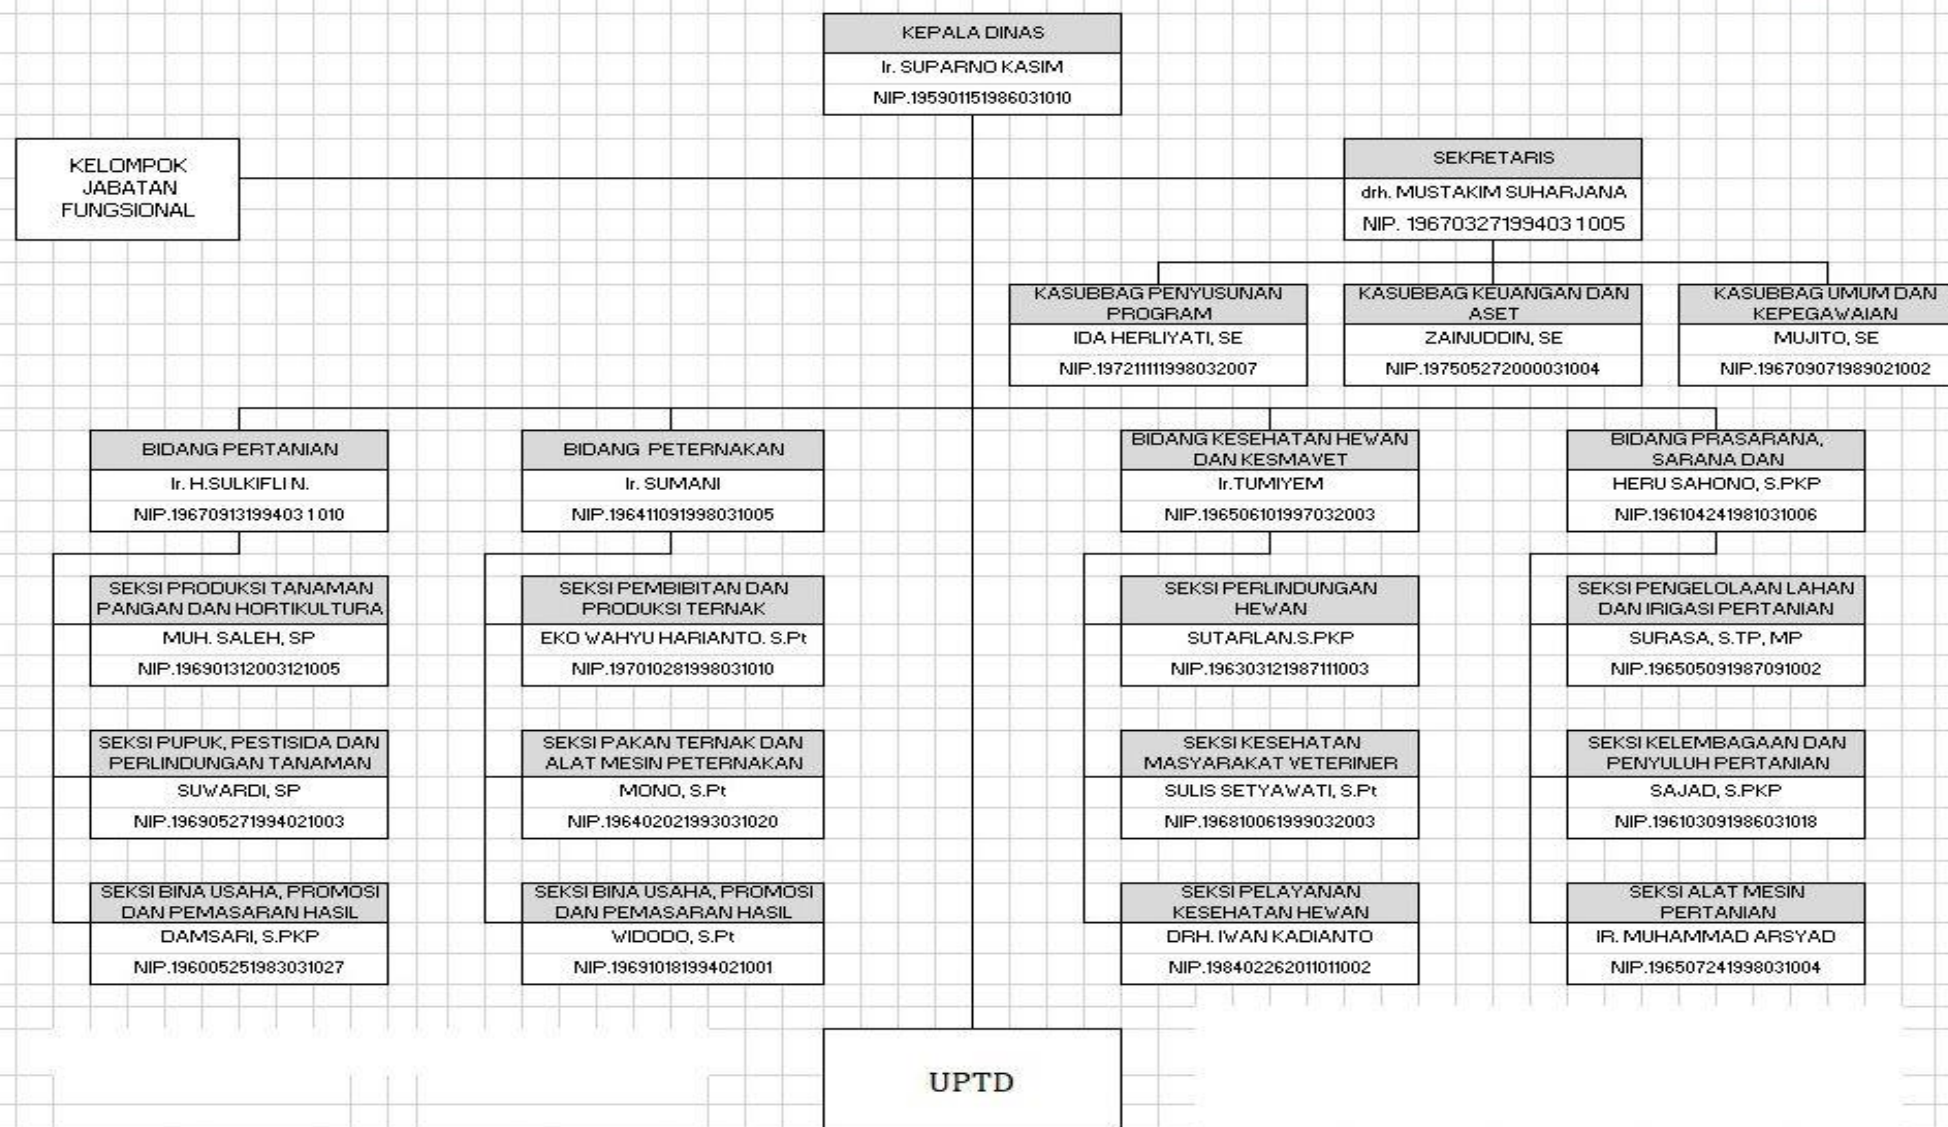 KEPALA DINAS
Ir. SUPARNO KASIM
NIP.195901151986031010
KELOMPOK
JABATAN
FUNGSIONAL
SEKRETARIS
drh. MUSTAKIM SUHARJANA
NIP. 19670327199403 1 005
KASUBBAG PENYUSUNAN
PROGRAM
IDA HERLIYATI, SE
NIP.197211111998032007
KASUBBAG KEUANGAN DAN
ASET
ZAINUDDIN, SE
NIP.197505272000031004
KASUBBAG UMUM DAN
KEPEGAWAIAN
MUJITO, SE
NIP.196709071989021002
BIDANG PERTANIAN
Ir. H.SULKIFLI N.
NIP.19670913199403 1 010
BIDANG PETERNAKAN
Ir. SUMANI
NIP.196411091998031005
BIDANG KESEHATAN HEWAN
DAN KESMAVET
Ir.TUMIYEM
NIP.196506101997032003
BIDANG PRASARANA,
SARANA DAN
HERU SAHONO, S.PKP
NIP.196104241981031006
SEKSI PRODUKSI TANAMAN
PANGAN DAN HORTIKULTURA
MUH. SALEH, SP
NIP.196901312003121005
SEKSI PEMBIBITAN DAN
PRODUKSI TERNAK
EKO WAHYU HARIANTO. S.Pt
NIP.197010281998031010
SEKSI PERLINDUNGAN
HEWAN
SUTARLAN.S.PKP
NIP.196303121987111003
SEKSI PENGELOLAAN LAHAN
DAN IRIGASI PERTANIAN
SURASA, S.TP, MP
NIP.196505091987091002
SEKSI PUPUK, PESTISIDA DAN
PERLINDUNGAN TANAMAN
SUWARDI, SP
NIP.196905271994021003
SEKSI PAKAN TERNAK DAN
ALAT MESIN PETERNAKAN
MONO, S.Pt
NIP.196402021993031020
SEKSI KESEHATAN
MASYARAKAT VETERINER
SULIS SETYAWATI, S.Pt
NIP.196810061999032003
SEKSI KELEMBAGAAN DAN
PENYULUH PERTANIAN
SAJAD, S.PKP
NIP.196103091986031018
SEKSI BINA USAHA, PROMOSI
DAN PEMASARAN HASIL
DAMSARI, S.PKP
NIP.196005251983031027
SEKSI BINA USAHA, PROMOSI
DAN PEMASARAN HASIL
WIDODO, S.Pt
NIP.196910181994021001
SEKSI PELAYANAN
KESEHATAN HEWAN
DRH. IWAN KADIANTO
NIP.198402262011011002
SEKSI ALAT MESIN
PERTANIAN
IR. MUHAMMAD ARSYAD
NIP.196507241998031004
UPTD